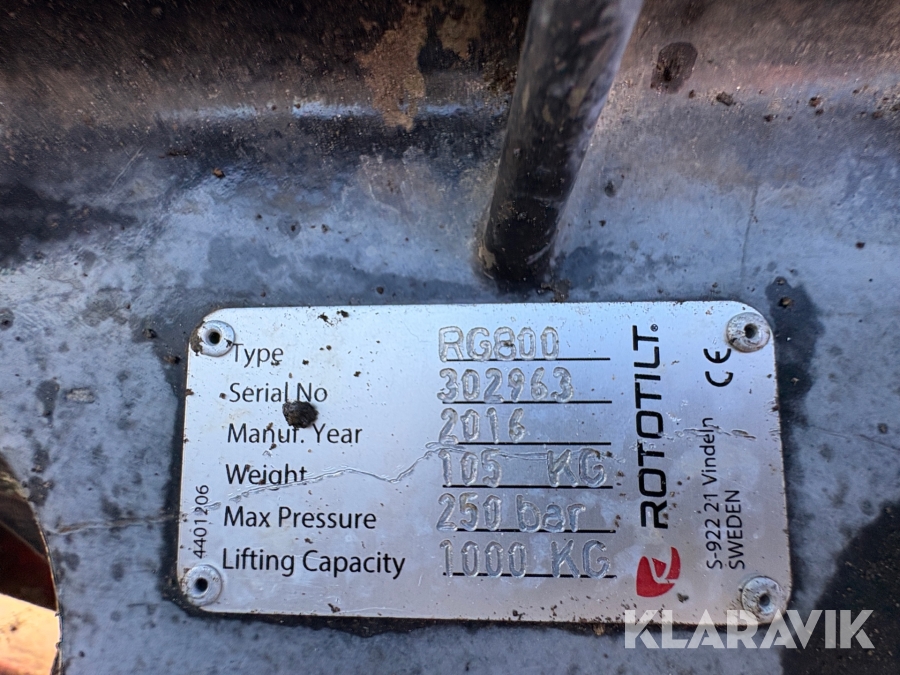 Type RG800
Serial No 302963
Manuf. Year 2016
Weight 105 KG
Max Pressure 250 bar
Lifting Capacity 1000 KG
4401206
ROTOTILT®
S-922 21 Vindeln CE
SWEDEN
KLARAVIK